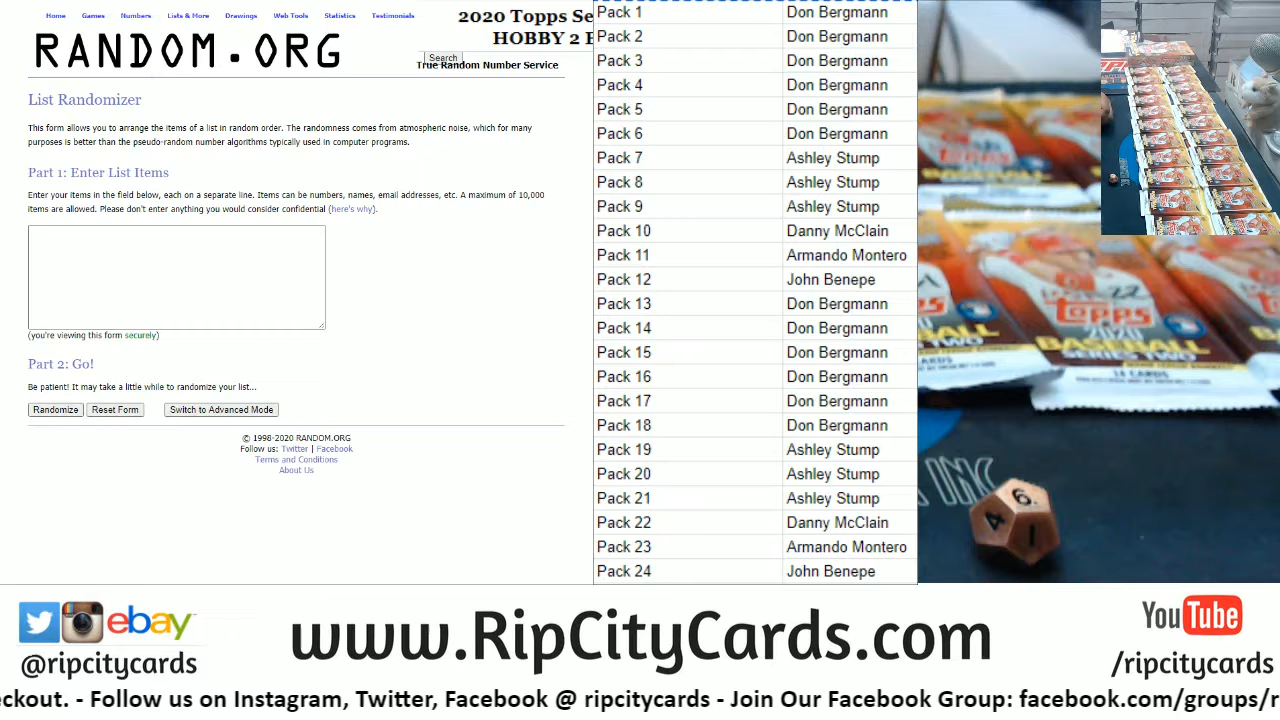 Home Games Numbers Lists & More Drawings Web Tools Statistics Testimonials
2020 Topps Se
HOBBY 2
RANDOM.ORG
Search
True Random Number Service
List Randomizer
This form allows you to arrange the items of a list in random order. The randomness comes from atmospheric noise, which for many
purposes is better than the pseudo-random number algorithms typically used in computer programs.
Part 1: Enter List Items
Enter your items in the field below, each on a separate line. Items can be numbers, names, email addresses, etc. A maximum of 10,000
items are allowed. Please don't enter anything you would consider confidential (here's why).
(you're viewing this form securely)
Part 2: Go!
Be patient! It may take a little while to randomize your list...
Randomize Reset Form Switch to Advanced Mode
© 1998-2020 RANDOM.ORG
Follow us: Twitter | Facebook
Terms and Conditions
About Us
Pack 1 Don Bergmann
Pack 2 Don Bergmann
Pack 3 Don Bergmann
Pack 4 Don Bergmann
Pack 5 Don Bergmann
Pack 6 Don Bergmann
Pack 7 Ashley Stump
Pack 8 Ashley Stump
Pack 9 Ashley Stump
Pack 10 Danny McClain
Pack 11 Armando Montero
Pack 12 John Benepe
Pack 13 Don Bergmann
Pack 14 Don Bergmann
Pack 15 Don Bergmann
Pack 16 Don Bergmann
Pack 17 Don Bergmann
Pack 18 Don Bergmann
Pack 19 Ashley Stump
Pack 20 Ashley Stump
Pack 21 Ashley Stump
Pack 22 Danny McClain
Pack 23 Armando Montero
Pack 24 John Benepe
22
topps
2020
BASEBALL
SERIES TWO
14 CARDS
INC
6.
4
1
ebay
@ripcitycards
www.RipCityCards.com
YouTube
/ripcitycards
eckout. - Follow us on Instagram, Twitter, Facebook @ ripcitycards - Join Our Facebook Group: facebook.com/groups/r